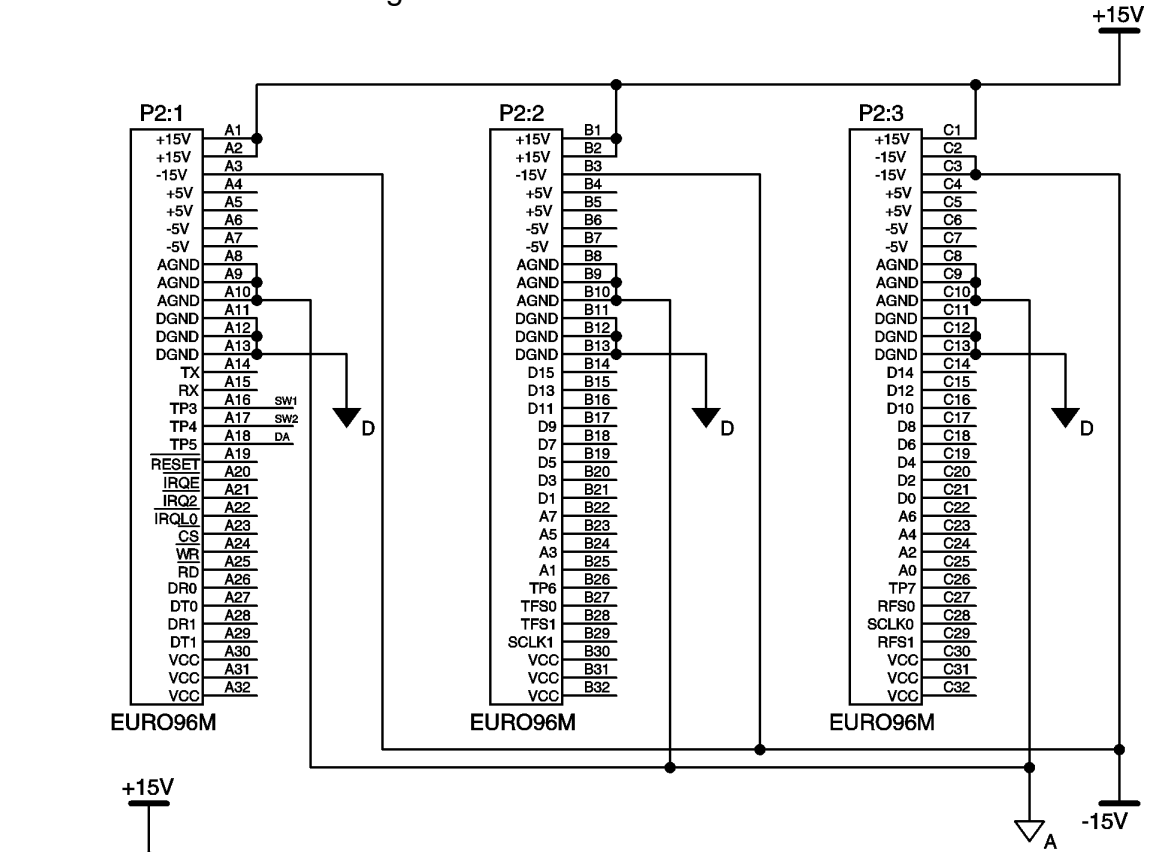 +15V
P2:1 P2:2 P2:3
+15V A1 +15V B1 +15V C1
+15V A2 +15V B2 -15V C2
-15V A3 -15V B3 -15V C3
+5V A4 +5V B4 +5V C4
+5V A5 +5V B5 +5V C5
-5V A6 -5V B6 -5V C6
-5V A7 -5V B7 -5V C7
AGND A8 AGND B8 AGND C8
AGND A9 AGND B9 AGND C9
AGND A10 AGND B10 AGND C10
DGND A11 DGND B11 DGND C11
DGND A12 DGND B12 DGND C12
DGND A13 DGND B13 DGND C13
TX A14 D15 B14 D14 C14
RX A15 D13 B15 D12 C15
TP3 A16 SW1 D11 B16 D10 C16
TP4 A17 SW2 D D9 B17 D D8 C17 D
TP5 A18 DA D7 B18 D6 C18
RESET A19 D5 B19 D4 C19
IRQE A20 D3 B20 D2 C20
IRQ2 A21 D1 B21 D0 C21
IRQL0 A22 A7 B22 A6 C22
CS A23 A5 B23 A4 C23
WR A24 A3 B24 A2 C24
RD A25 A1 B25 A0 C25
DR0 A26 TP6 B26 TP7 C26
DT0 A27 TFS0 B27 RFS0 C27
DR1 A28 TFS1 B28 SCLK0 C28
DT1 A29 SCLK1 B29 RFS1 C29
VCC A30 VCC B30 VCC C30
VCC A31 VCC B31 VCC C31
VCC A32 VCC B32 VCC C32
EURO96M EURO96M EURO96M
+15V
-15V
A